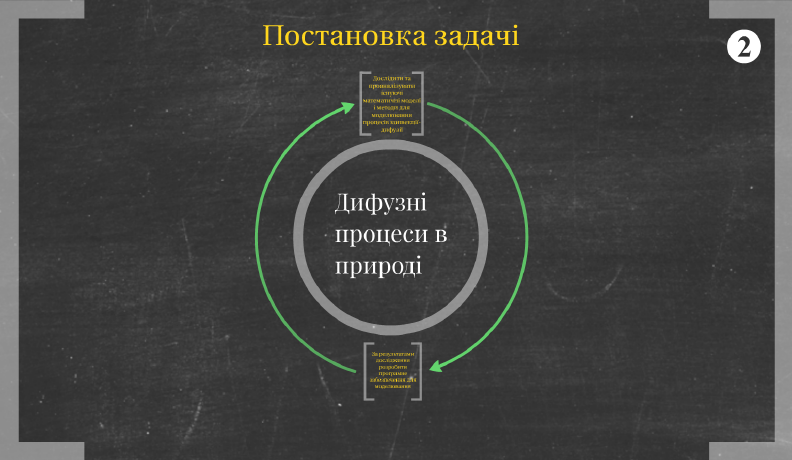 Постановка задачі
2
Дослідити та
проаналізувати
існуючі
математичні моделі
і методи для
моделювання
процесів конвекції-
дифузії
Дифузні
процеси в
природі
За результатами
дослідження
розробити
програмне
забезпечення для
моделювання